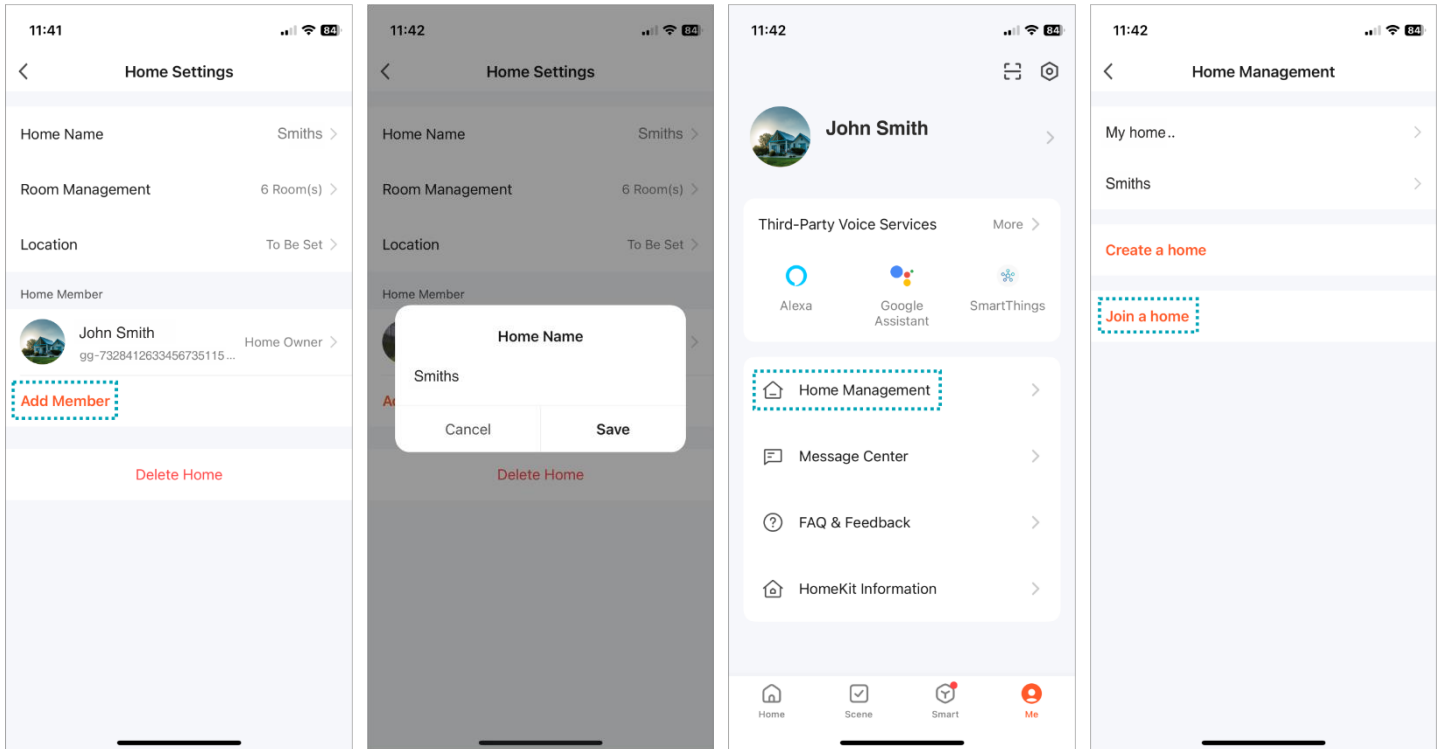 11:41
84
Home Settings
Home Name
Smiths
Room Management
6 Room(s)
Location
To Be Set
Home Member
John Smith
gg-7328412633456735115...
Home Owner
Add Member
Delete Home
11:42
84
Home Settings
Home Name
Smiths
Room Management
6 Room(s)
Location
To Be Set
Home Member
Home Name
Smiths
Cancel
Save
Delete Home
11:42
84
John Smith
Third-Party Voice Services
More
Alexa
Google
Assistant
SmartThings
Home Management
Message Center
FAQ & Feedback
HomeKit Information
Home
Scene
Smart
Me
11:42
84
Home Management
My home..
Smiths
Create a home
Join a home